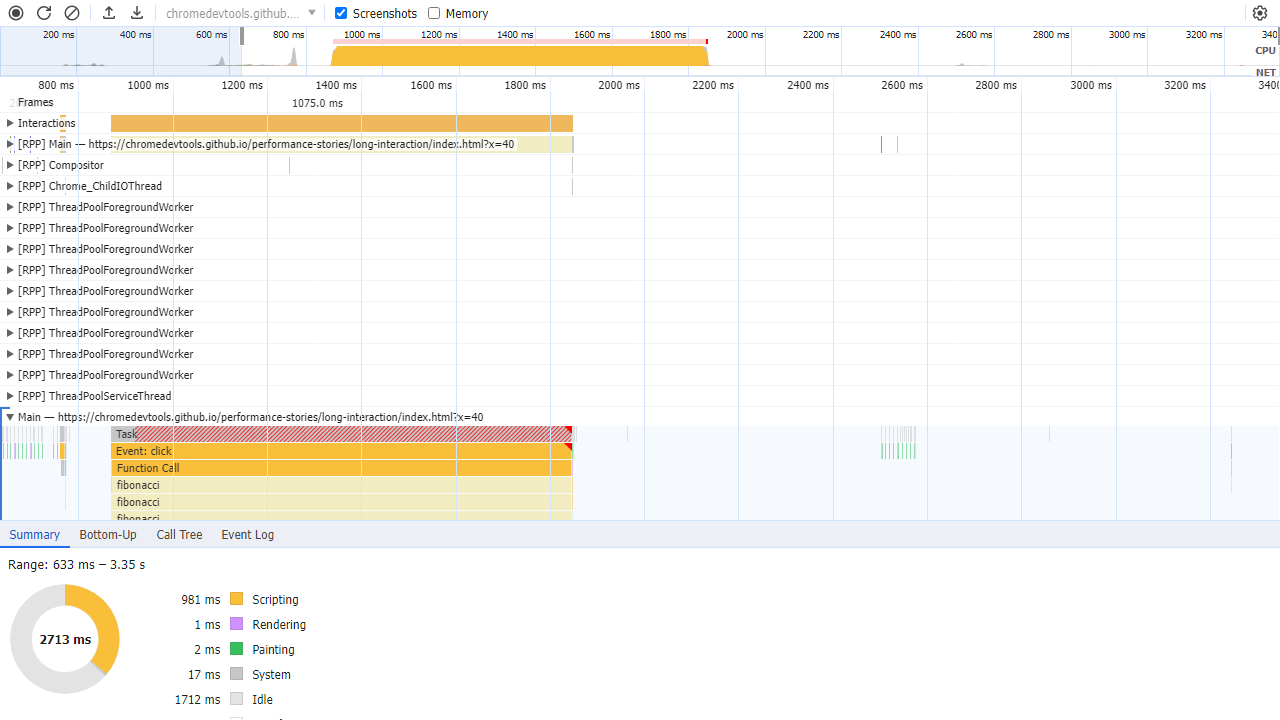 chromedevtools.github.... Screenshots Memory
200 ms 400 ms 600 ms 800 ms 1000 ms 1200 ms 1400 ms 1600 ms 1800 ms 2000 ms 2200 ms 2400 ms 2600 ms 2800 ms 3000 ms 3200 ms 340
CPU
NET
800 ms 1000 ms 1200 ms 1400 ms 1600 ms 1800 ms 2000 ms 2200 ms 2400 ms 2600 ms 2800 ms 3000 ms 3200 ms 3400
Frames 1075.0 ms
Interactions
[RPP] Main — https://chromedevtools.github.io/performance-stories/long-interaction/index.html?x=40
[RPP] Compositor
[RPP] Chrome_ChildIOThread
[RPP] ThreadPoolForegroundWorker
[RPP] ThreadPoolForegroundWorker
[RPP] ThreadPoolForegroundWorker
[RPP] ThreadPoolForegroundWorker
[RPP] ThreadPoolForegroundWorker
[RPP] ThreadPoolForegroundWorker
[RPP] ThreadPoolForegroundWorker
[RPP] ThreadPoolForegroundWorker
[RPP] ThreadPoolForegroundWorker
[RPP] ThreadPoolServiceThread
Main — https://chromedevtools.github.io/performance-stories/long-interaction/index.html?x=40
Task
Event: click
Function Call
fibonacci
fibonacci
fibonacci
Summary Bottom-Up Call Tree Event Log
Range: 633 ms – 3.35 s
2713 ms
981 ms Scripting
1 ms Rendering
2 ms Painting
17 ms System
1712 ms Idle